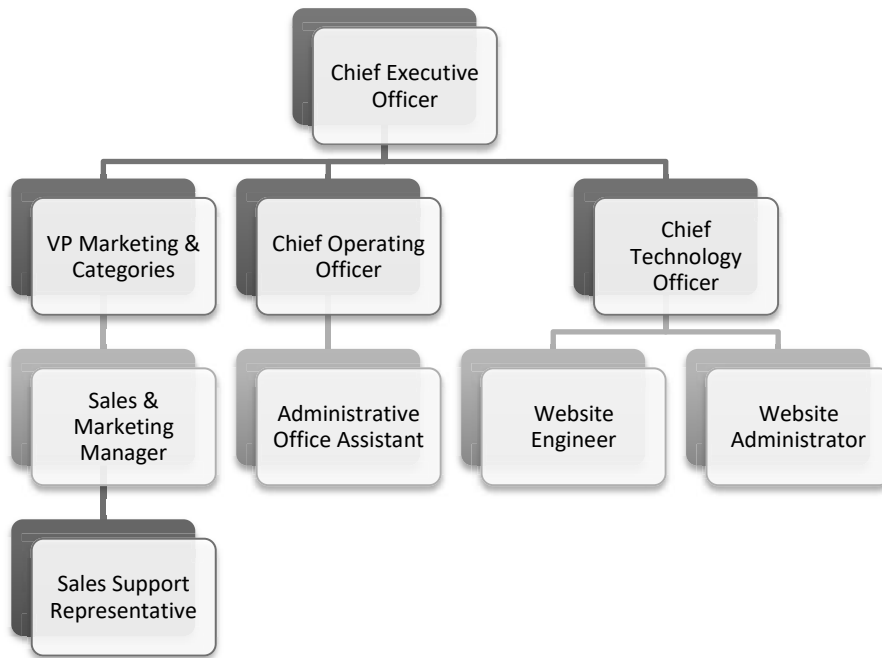 Chief Executive
Officer
VP Marketing &
Categories
Chief Operating
Officer
Chief
Technology
Officer
Sales &
Marketing
Manager
Administrative
Office Assistant
Website
Engineer
Website
Administrator
Sales Support
Representative